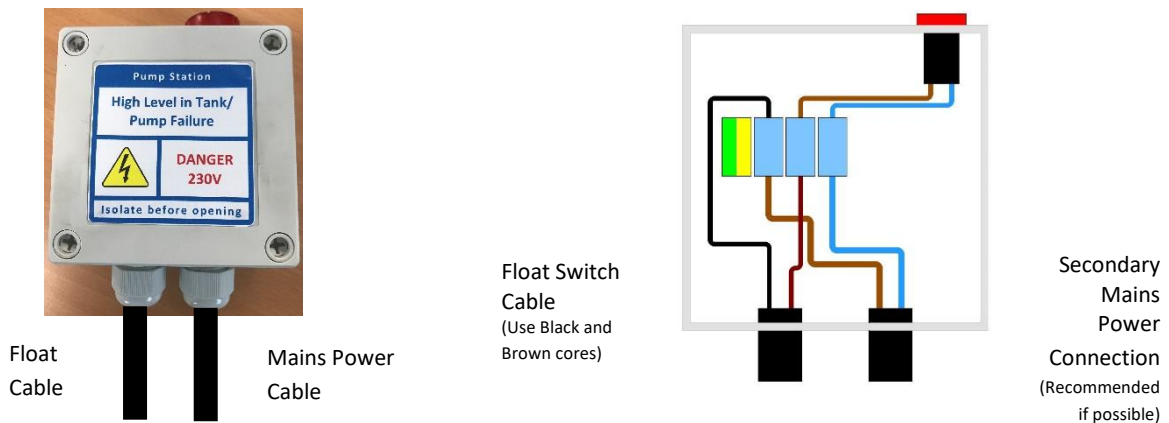 Pump Station
High Level in Tank/
Pump Failure
DANGER
230V
Isolate before opening
Float
Cable
Mains Power
Cable
Float Switch
Cable
(Use Black and
Brown cores)
Secondary
Mains
Power
Connection
(Recommended
if possible)